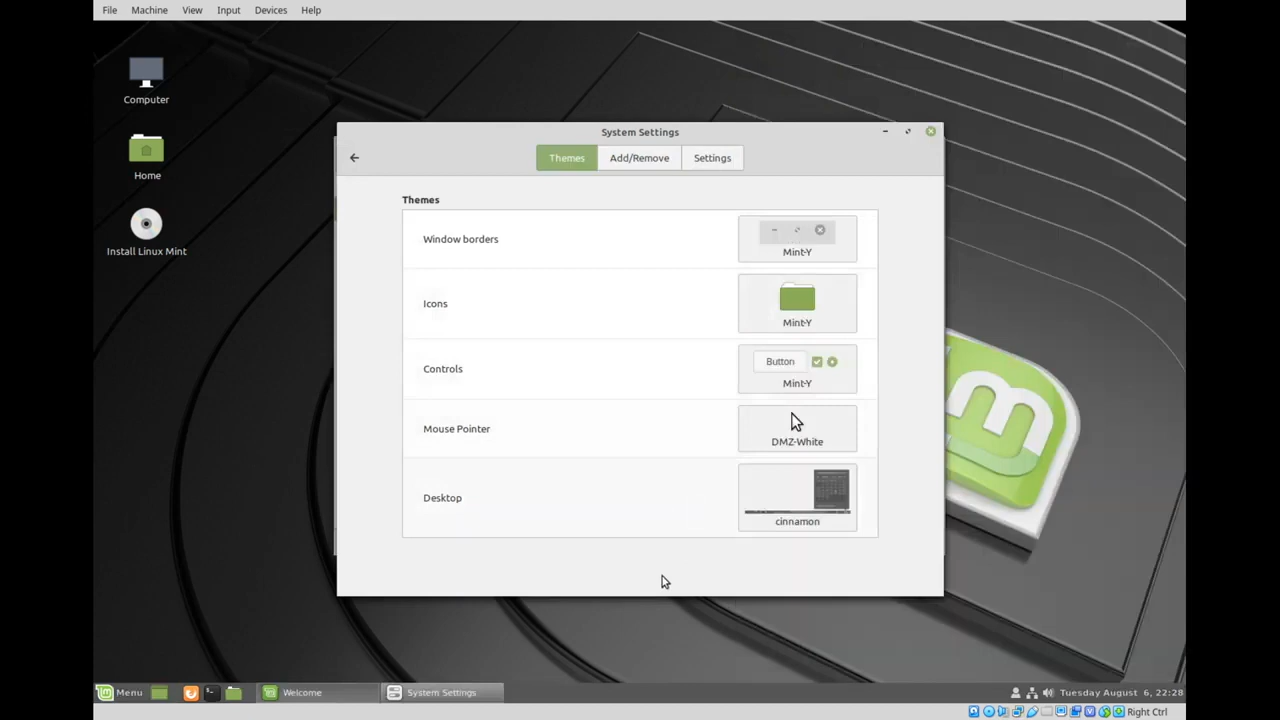 File Machine View Input Devices Help
Computer
Home
Install Linux Mint
System Settings
Themes Add/Remove Settings
Themes
Window borders
Mint-Y
Icons
Mint-Y
Controls
Button
Mint-Y
Mouse Pointer
DMZ-White
Desktop
cinnamon
Menu Welcome System Settings Tuesday August 6, 22:28
Right Ctrl